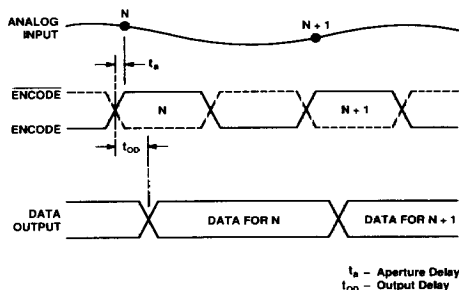 ANALOG
INPUT
N
N + 1
ta
ENCODE
ENCODE
N
N + 1
tOD
DATA
OUTPUT
DATA FOR N
DATA FOR N + 1
ta – Aperture Delay
tOD – Output Delay